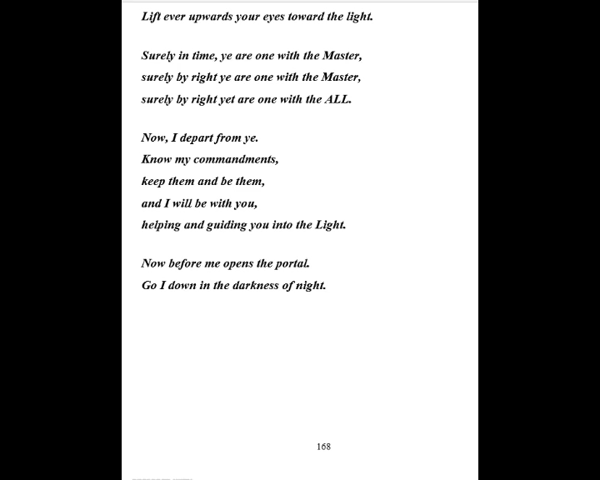 Lift ever upwards your eyes toward the light.
Surely in time, ye are one with the Master,
surely by right ye are one with the Master,
surely by right yet are one with the ALL.
Now, I depart from ye.
Know my commandments,
keep them and be them,
and I will be with you,
helping and guiding you into the Light.
Now before me opens the portal.
Go I down in the darkness of night.
168